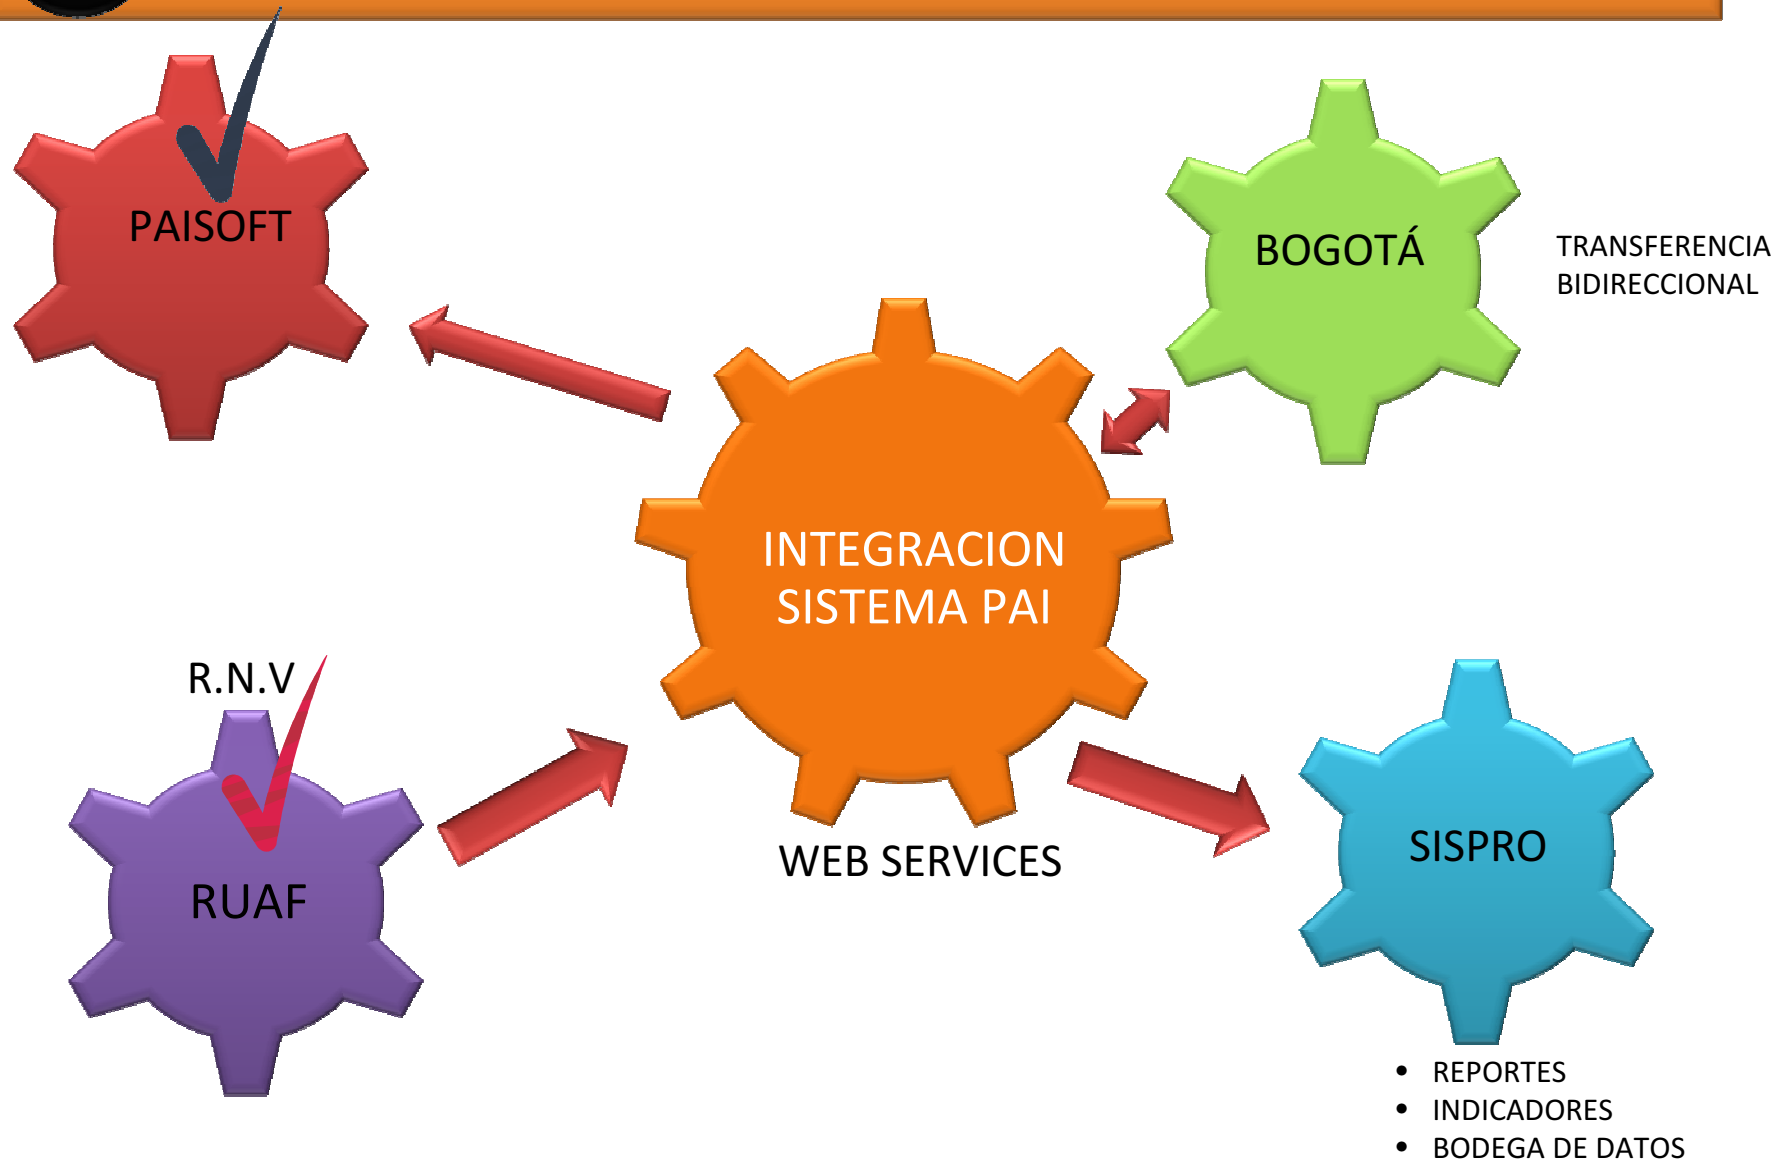 PAISOFT
BOGOTÁ
TRANSFERENCIA
BIDIRECCIONAL
INTEGRACION
SISTEMA PAI
R.N.V
RUAF
WEB SERVICES
SISPRO
• REPORTES
• INDICADORES
• BODEGA DE DATOS